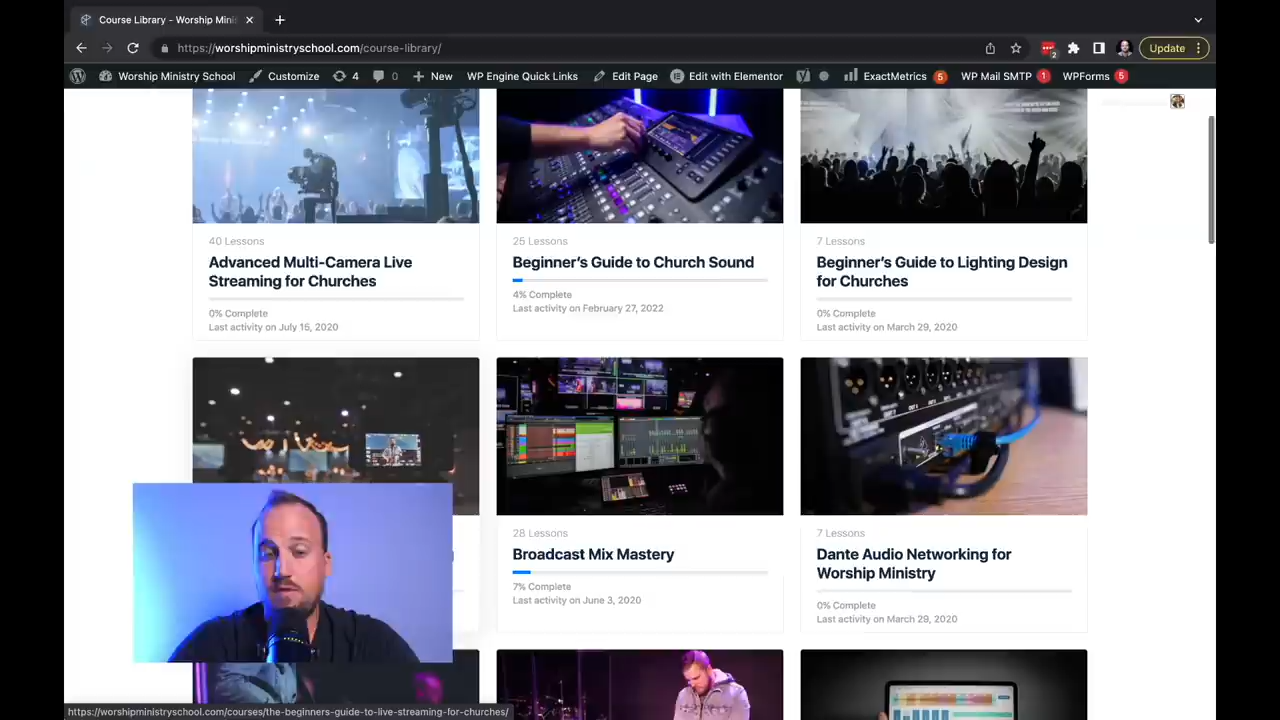 Course Library - Worship Mini
https://worshipministryschool.com/course-library/
2
Update
Worship Ministry School
Customize
4
0
New
WP Engine Quick Links
Edit Page
Edit with Elementor
ExactMetrics
5
WP Mail SMTP
1
WPForms
5
40 Lessons
Advanced Multi-Camera Live
Streaming for Churches
0% Complete
Last activity on July 16, 2020
25 Lessons
Beginner's Guide to Church Sound
4% Complete
Last activity on February 27, 2022
7 Lessons
Beginner's Guide to Lighting Design
for Churches
0% Complete
Last activity on March 29, 2020
28 Lessons
Broadcast Mix Mastery
7% Complete
Last activity on June 3, 2020
7 Lessons
Dante Audio Networking for
Worship Ministry
0% Complete
Last activity on March 29, 2020
https://worshipministryschool.com/courses/the-beginners-guide-to-live-streaming-for-churches/